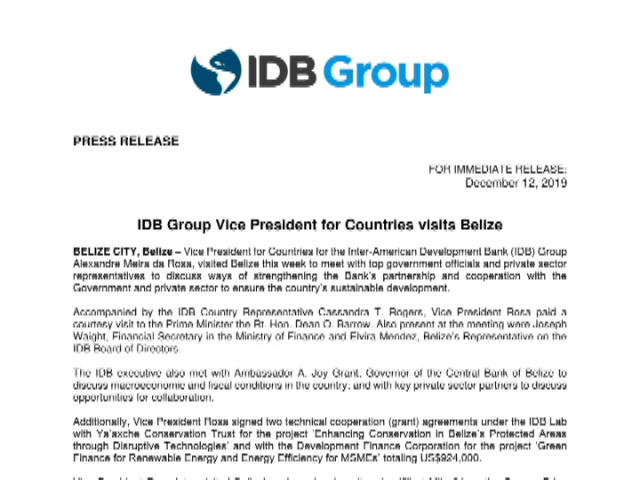 IDB Group
PRESS RELEASE
FOR IMMEDIATE RELEASE:
December 12, 2019
IDB Group Vice President for Countries visits Belize
BELIZE CITY, Belize – Vice President for Countries for the Inter-American Development Bank (IDB) Group
Alexandre Meira da Rosa, visited Belize this week to meet with top government officials and private sector
representatives to discuss ways of strengthening the Bank's partnership and cooperation with the
Government and private sector to ensure the country's sustainable development.
Accompanied by the IDB Country Representative Cassandra T. Rogers, Vice President Rosa paid a
courtesy visit to the Prime Minister the Rt. Hon. Dean O. Barrow. Also present at the meeting were Joseph
Waight, Financial Secretary in the Ministry of Finance and Elvira Mendez, Belize's Representative on the
IDB Board of Directors.
The IDB executive also met with Ambassador A. Joy Grant, Governor of the Central Bank of Belize to
discuss macroeconomic and fiscal conditions in the country; and with key private sector partners to discuss
opportunities for collaboration.
Additionally, Vice President Rosa signed two technical cooperation (grant) agreements under the IDB Lab
with Ya'axche Conservation Trust for the project 'Enhancing Conservation in Belize's Protected Areas
through Disruptive Technologies' and with the Development Finance Corporation for the project 'Green
Finance for Renewable Energy and Energy Efficiency for MSMEs' totaling US$924,000.